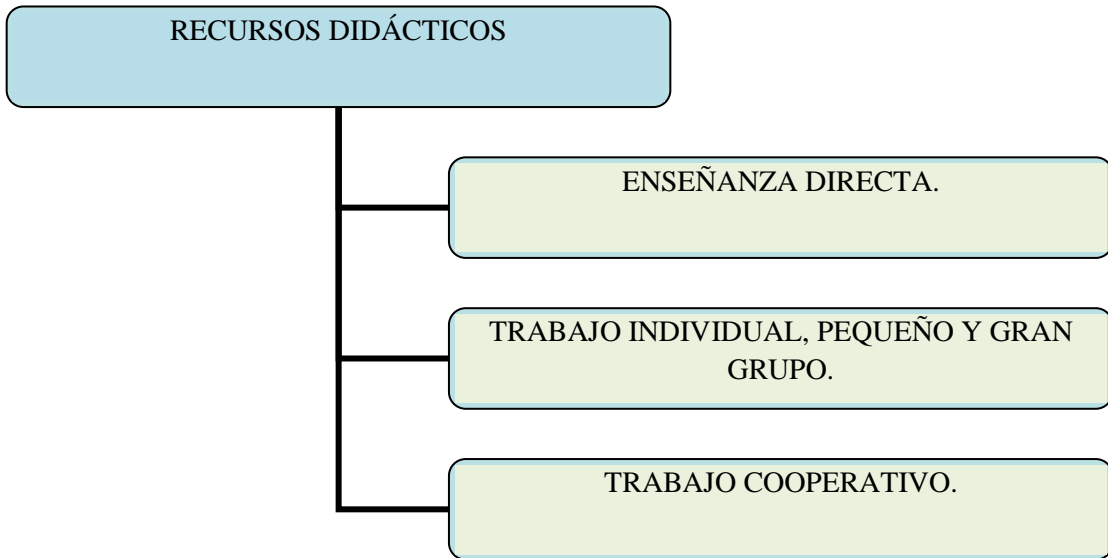 RECURSOS DIDÁCTICOS
ENSEÑANZA DIRECTA.
TRABAJO INDIVIDUAL, PEQUEÑO Y GRAN
GRUPO.
TRABAJO COOPERATIVO.